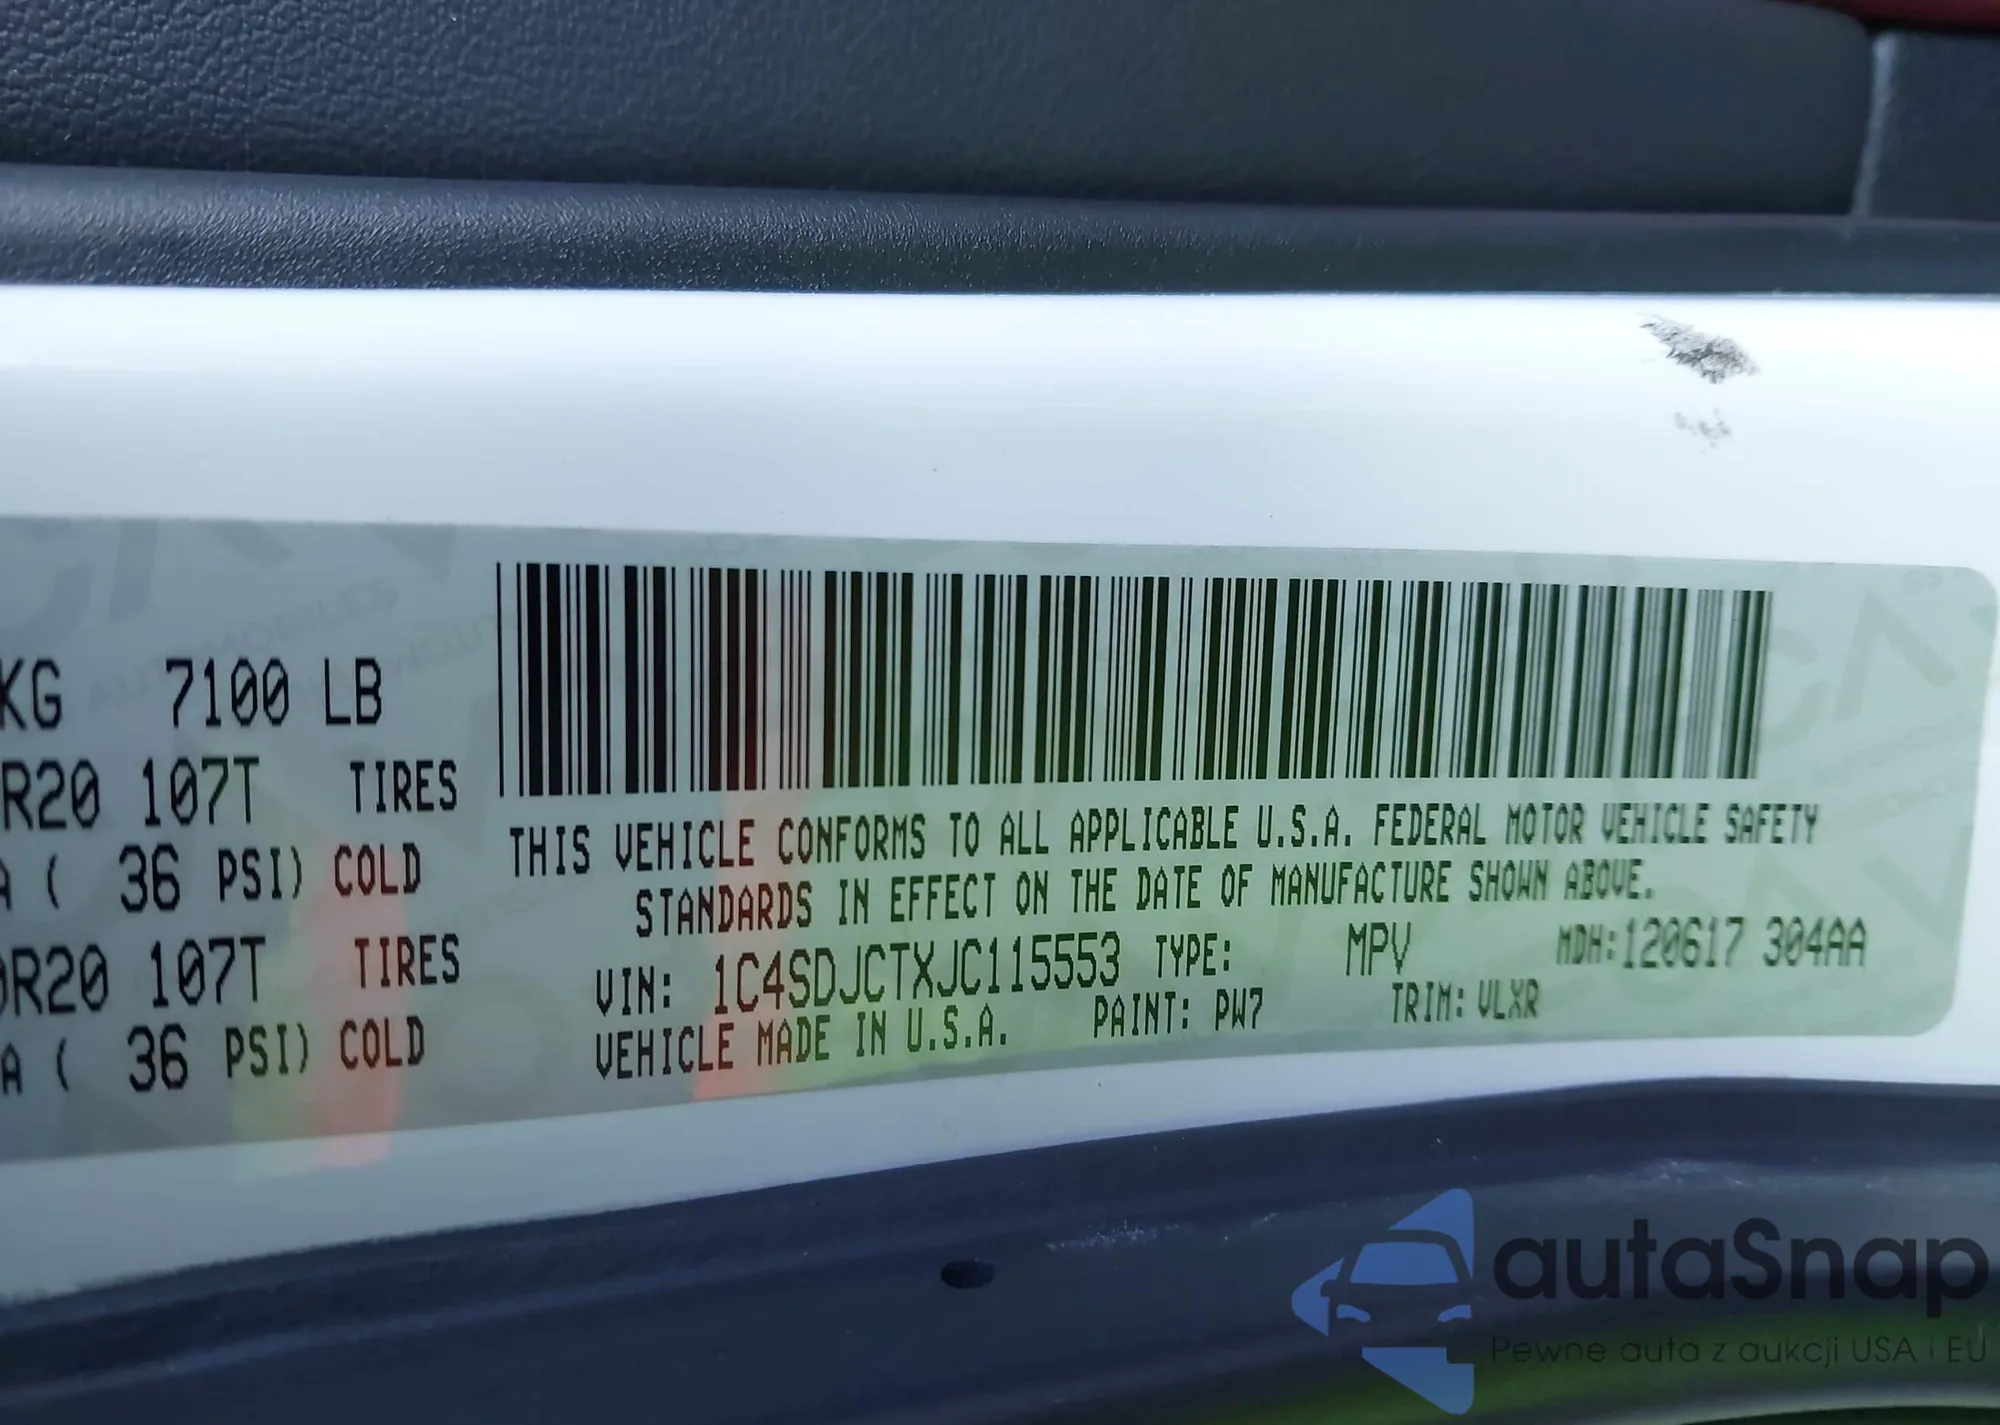 KG 7100 LB
R20 107T TIRES
A ( 36 PSI) COLD
0R20 107T TIRES
A ( 36 PSI) COLD
THIS VEHICLE CONFORMS TO ALL APPLICABLE U.S.A. FEDERAL MOTOR VEHICLE SAFETY
STANDARDS IN EFFECT ON THE DATE OF MANUFACTURE SHOWN ABOVE.
VIN: 1C4SDJCTXJC115553 TYPE: MPV MDH:120617 304AA
VEHICLE MADE IN U.S.A. PAINT: PW7 TRIM: VLXR
autaSnap
Pewne auta z aukcji USA i EU